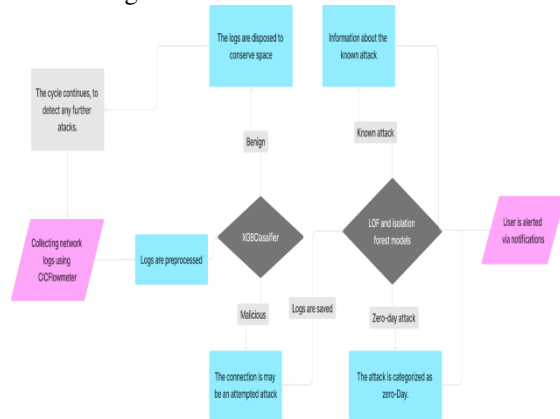 The logs are disposed to
conserve space
Information about the
known attack
The cycle continues, to
detect any further
atacks.
Benign
Known attack
Collecting network
logs using
CICFlowmeter
Logs are preprocessed
XGBClassifier
LOF and isolation
forest models
User is alerted
via notifications
Malicious
Logs are saved
Zero-day attack
The connection is may
be an attempted attack
The attack is categorized as
zero-Day.